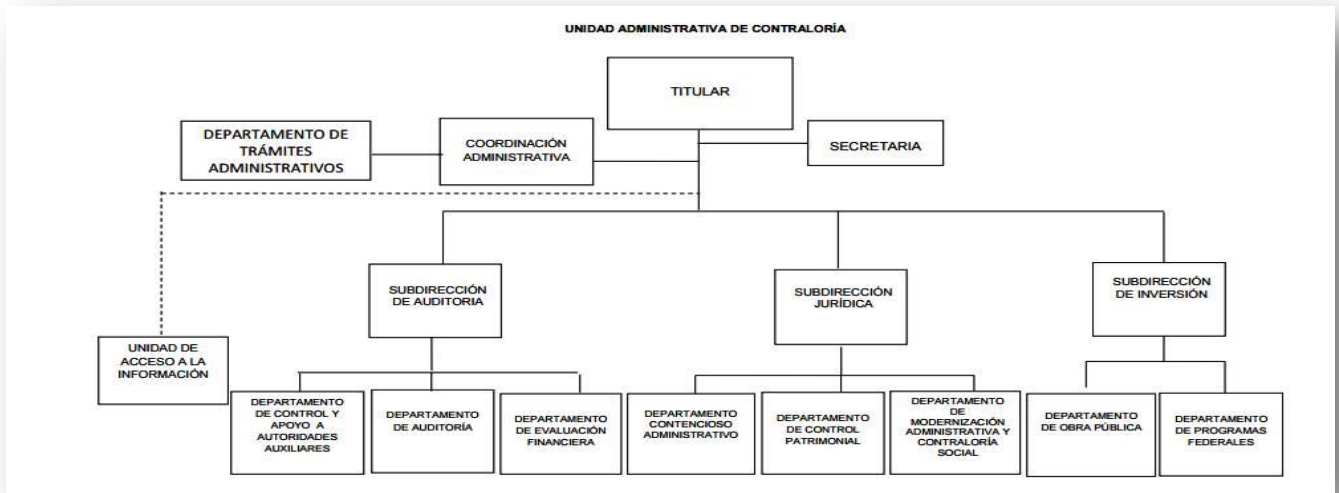 UNIDAD ADMINISTRATIVA DE CONTRALORÍA
TITULAR
DEPARTAMENTO DE
TRÁMITES
ADMINISTRATIVOS
COORDINACIÓN
ADMINISTRATIVA
SECRETARIA
SUBDIRECCIÓN
DE AUDITORIA
SUBDIRECCIÓN
JURÍDICA
SUBDIRECCIÓN
DE INVERSIÓN
UNIDAD DE
ACCESO A LA
INFORMACIÓN
DEPARTAMENTO
DE CONTROL Y
APOYO A
AUTORIDADES
AUXILIARES
DEPARTAMENTO
DE AUDITORÍA
DEPARTAMENTO
DE EVALUACIÓN
FINANCIERA
DEPARTAMENTO
CONTENCIOSO
ADMINISTRATIVO
DEPARTAMENTO
DE CONTROL
PATRIMONIAL
DEPARTAMENTO
DE
MODERNIZACIÓN
ADMINISTRATIVA Y
CONTRALORÍA
SOCIAL
DEPARTAMENTO
DE OBRA PÚBLICA
DEPARTAMENTO
DE PROGRAMAS
FEDERALES